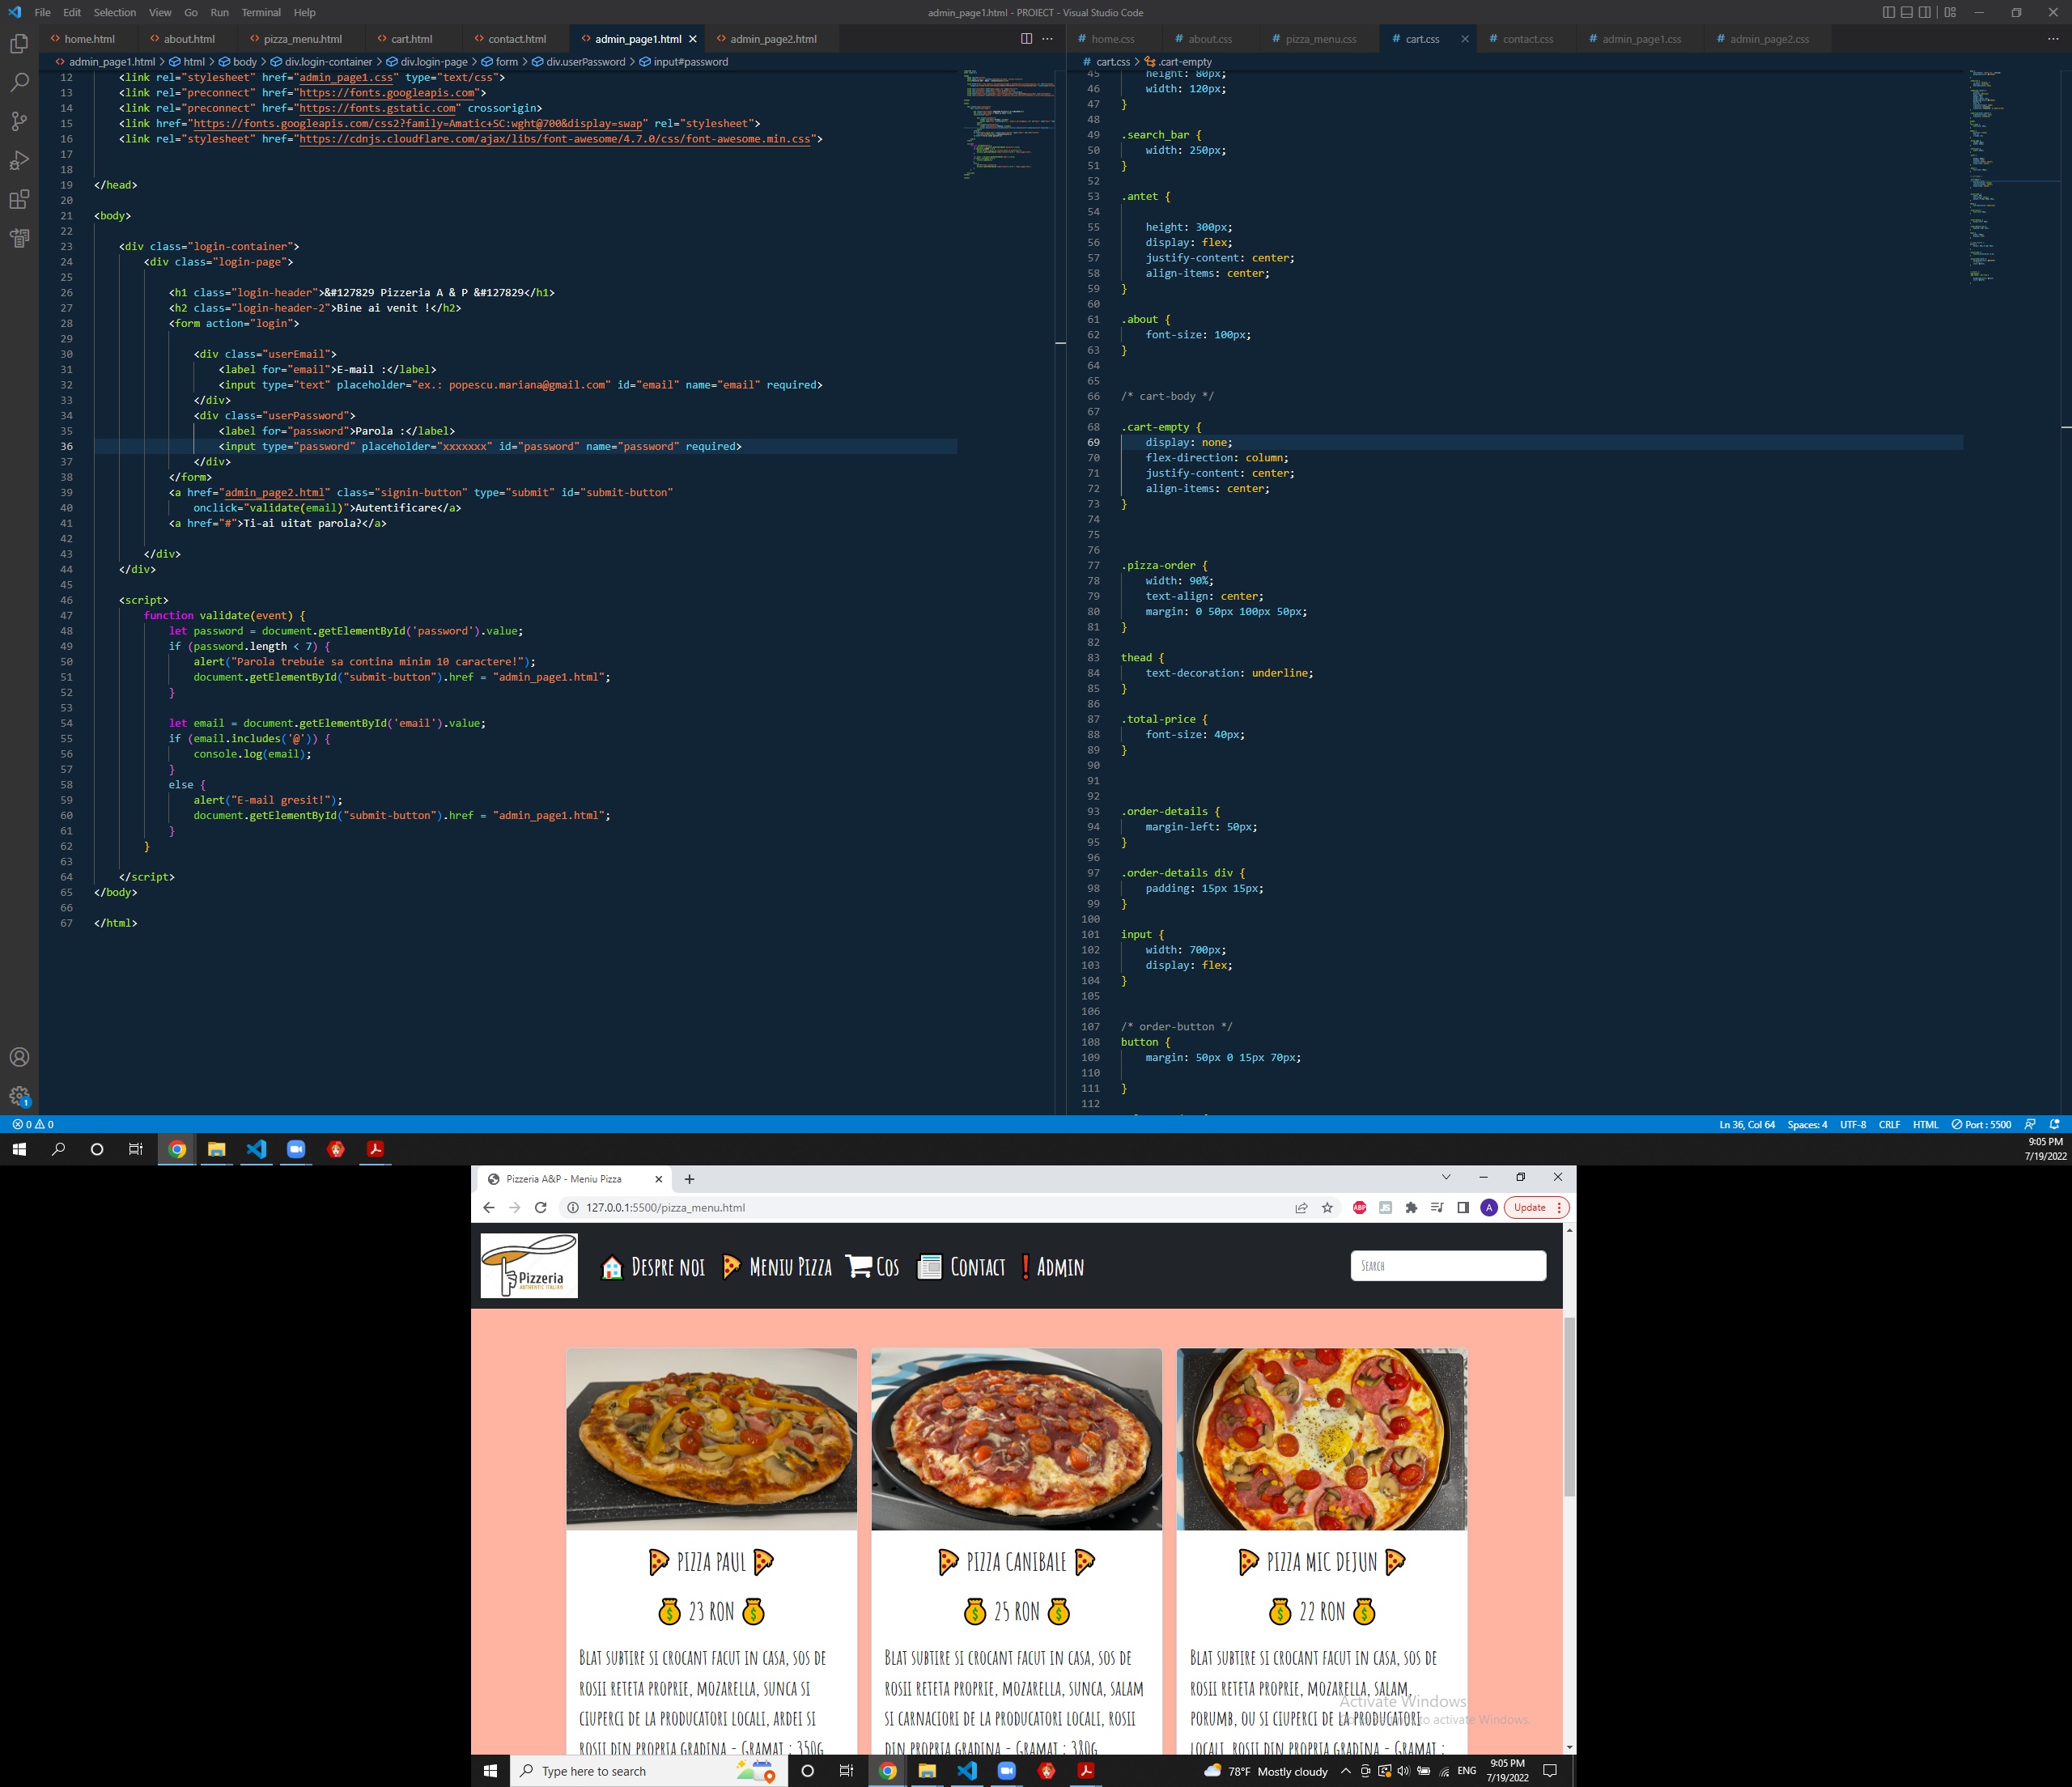 File Edit Selection View Go Run Terminal Help
admin_page1.html - PROIECT - Visual Studio Code
home.html about.html pizza_menu.html cart.html contact.html admin_page1.html admin_page2.html
admin_page1.html > html > body > div.login-container > div.login-page > form > div.userPassword > input#password
12 <link rel="stylesheet" href="admin_page1.css" type="text/css">
13 <link rel="preconnect" href="https://fonts.googleapis.com">
14 <link rel="preconnect" href="https://fonts.gstatic.com" crossorigin>
15 <link href="https://fonts.googleapis.com/css2?family=Amatic+SC:wght@700&display=swap" rel="stylesheet">
16 <link rel="stylesheet" href="https://cdnjs.cloudflare.com/ajax/libs/font-awesome/4.7.0/css/font-awesome.min.css">
17
18
19 </head>
20
21 <body>
22
23 <div class="login-container">
24 <div class="login-page">
25
26 <h1 class="login-header">&#127829 Pizzeria A & P &#127829</h1>
27 <h2 class="login-header-2">Bine ai venit !</h2>
28 <form action="login">
29
30 <div class="userEmail">
31 <label for="email">E-mail :</label>
32 <input type="text" placeholder="ex.: popescu.mariana@gmail.com" id="email" name="email" required>
33 </div>
34 <div class="userPassword">
35 <label for="password">Parola :</label>
36 <input type="password" placeholder="xxxxxxx" id="password" name="password" required>
37 </div>
38 </form>
39 <a href="admin_page2.html" class="signin-button" type="submit" id="submit-button"
40 onclick="validate(email)">Autentificare</a>
41 <a href="#">Ti-ai uitat parola?</a>
42
43 </div>
44 </div>
45
46 <script>
47 function validate(event) {
48 let password = document.getElementById('password').value;
49 if (password.length < 7) {
50 alert("Parola trebuie sa contina minim 10 caractere!");
51 document.getElementById("submit-button").href = "admin_page1.html";
52 }
53
54 let email = document.getElementById('email').value;
55 if (email.includes('@')) {
56 console.log(email);
57 }
58 else {
59 alert("E-mail gresit!");
60 document.getElementById("submit-button").href = "admin_page1.html";
61 }
62 }
63
64 </script>
65 </body>
66
67 </html>
# home.css # about.css # pizza_menu.css # cart.css # contact.css # admin_page1.css # admin_page2.css
# cart.css > .cart-empty
45 height: 80px;
46 width: 120px;
47 }
48
49 .search_bar {
50 width: 250px;
51 }
52
53 .antet {
54
55 height: 300px;
56 display: flex;
57 justify-content: center;
58 align-items: center;
59 }
60
61 .about {
62 font-size: 100px;
63 }
64
65
66 /* cart-body */
67
68 .cart-empty {
69 display: none;
70 flex-direction: column;
71 justify-content: center;
72 align-items: center;
73 }
74
75
76
77 .pizza-order {
78 width: 90%;
79 text-align: center;
80 margin: 0 50px 100px 50px;
81 }
82
83 thead {
84 text-decoration: underline;
85 }
86
87 .total-price {
88 font-size: 40px;
89 }
90
91
92
93 .order-details {
94 margin-left: 50px;
95 }
96
97 .order-details div {
98 padding: 15px 15px;
99 }
100
101 input {
102 width: 700px;
103 display: flex;
104 }
105
106
107 /* order-button */
108 button {
109 margin: 50px 0 15px 70px;
110
111 }
112
1
0 0
Ln 36, Col 64 Spaces: 4 UTF-8 CRLF HTML Port : 5500
9:05 PM
7/19/2022
Pizzeria A&P - Meniu Pizza
127.0.0.1:5500/pizza_menu.html
ABP JS A Update
Pizzeria
AUTHENTIC ITALIAN
Despre noi Meniu Pizza Cos Contact Admin
Search
PIZZA PAUL
23 RON
Blat subtire si crocant facut in casa, sos de
rosii reteta proprie, mozarella, sunca si
ciuperci de la producatori locali, ardei si
rosii din propria gradina - Gramat : 350g
PIZZA CANIBALE
25 RON
Blat subtire si crocant facut in casa, sos de
rosii reteta proprie, mozarella, sunca, salam
si carnaciori de la producatori locali, rosii
din propria gradina - Gramat : 380g
PIZZA MIC DEJUN
22 RON
Blat subtire si crocant facut in casa, sos de
rosii reteta proprie, mozarella, salam,
porumb, ou si ciuperci de la producatori
locali, rosii din propria gradina - Gramat :
Activate Windows
to activate Windows.
Type here to search
78°F Mostly cloudy
ENG
9:05 PM
7/19/2022